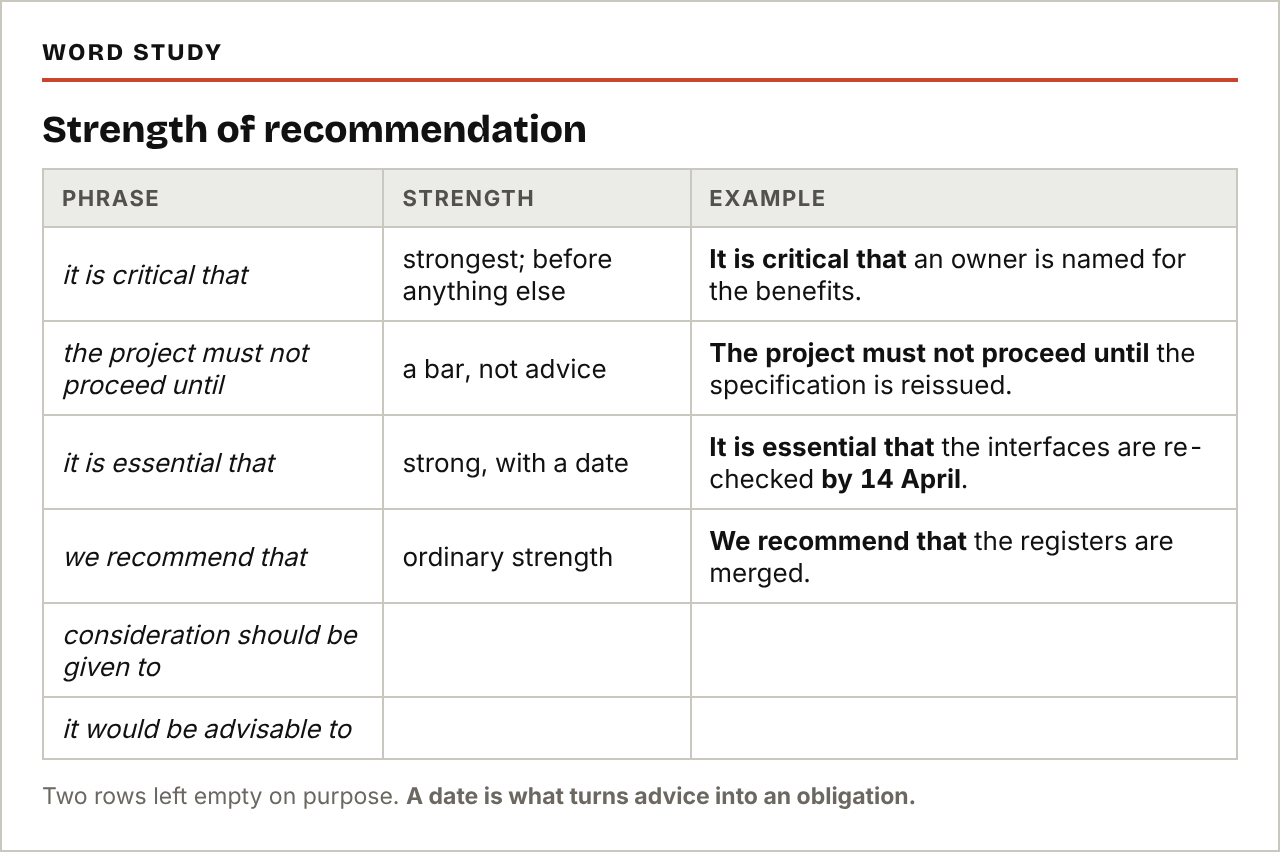 WORD STUDY
Strength of recommendation
PHRASE
STRENGTH
EXAMPLE
it is critical that
strongest; before
anything else
It is critical that an owner is named for
the benefits.
the project must not
proceed until
a bar, not advice
The project must not proceed until the
specification is reissued.
it is essential that
strong, with a date
It is essential that the interfaces are re-
checked by 14 April.
we recommend that
ordinary strength
We recommend that the registers are
merged.
consideration should be
given to
it would be advisable to
Two rows left empty on purpose. A date is what turns advice into an obligation.